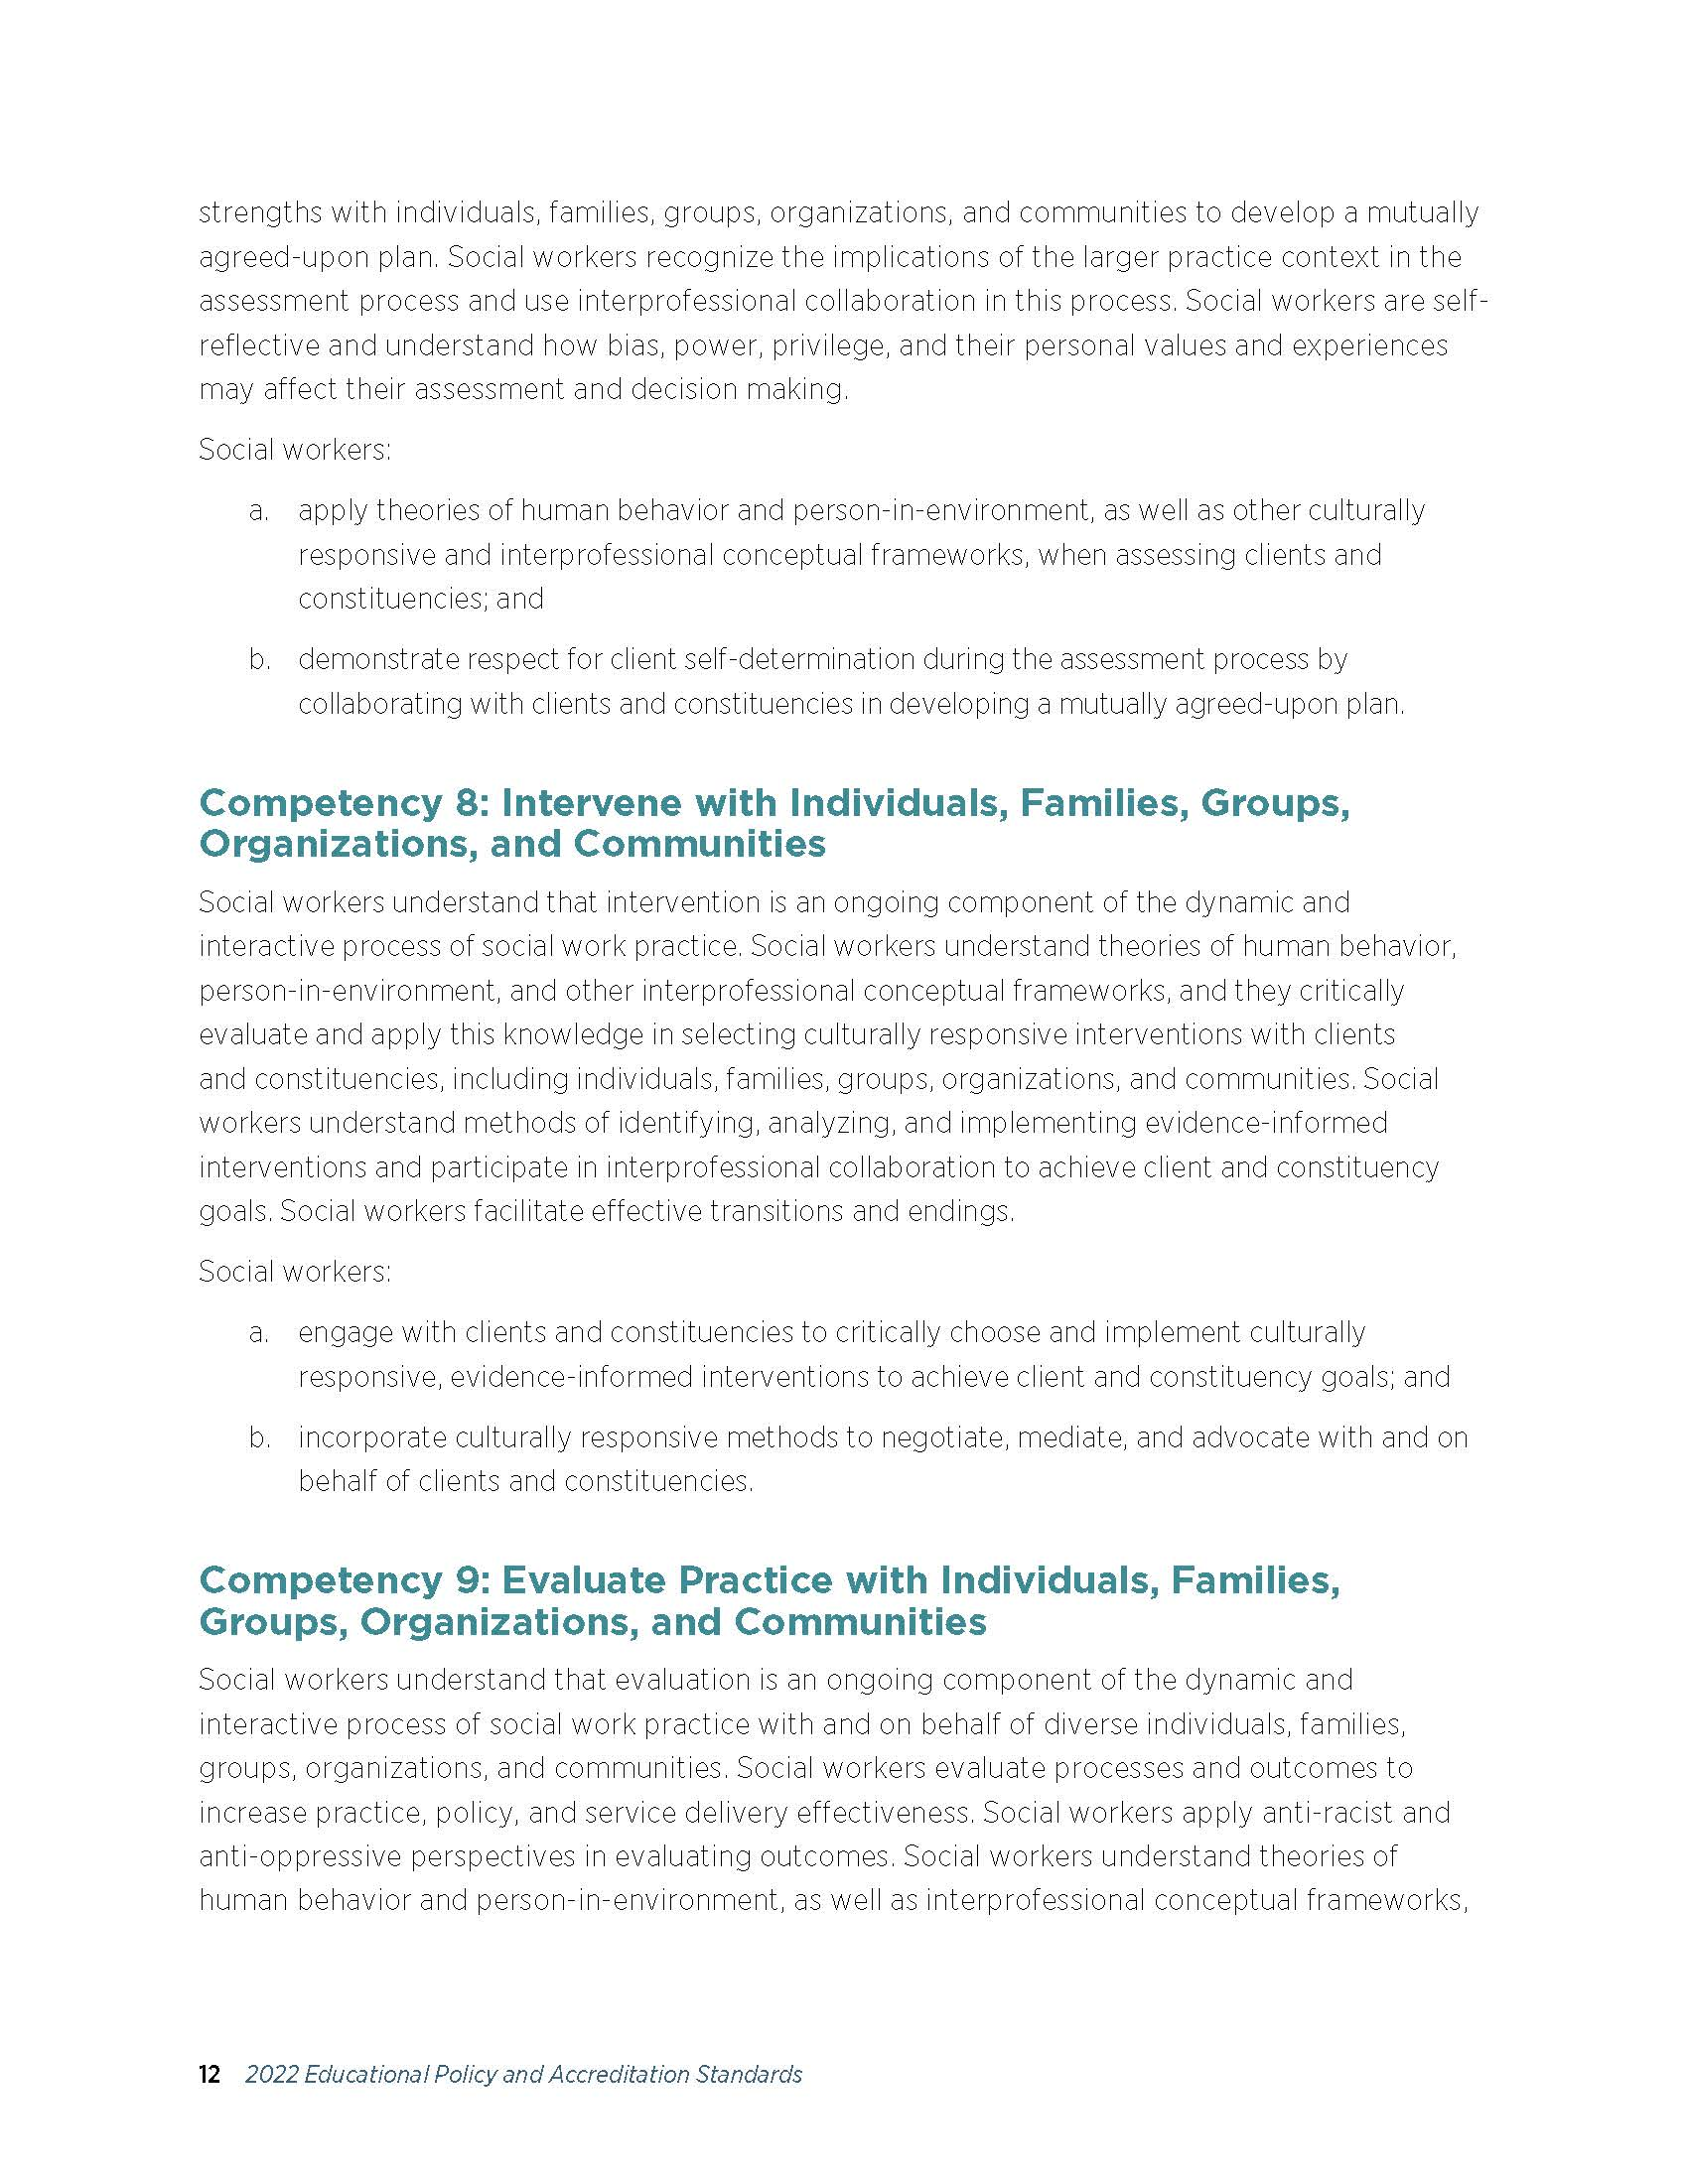 strengths with individuals, families, groups, organizations, and communities to develop a mutually
agreed-upon plan. Social workers recognize the implications of the larger practice context in the
assessment process and use interprofessional collaboration in this process. Social workers are self-
reflective and understand how bias, power, privilege, and their personal values and experiences
may affect their assessment and decision making.
Social workers:
a. apply theories of human behavior and person-in-environment, as well as other culturally
responsive and interprofessional conceptual frameworks, when assessing clients and
constituencies; and
b. demonstrate respect for client self-determination during the assessment process by
collaborating with clients and constituencies in developing a mutually agreed-upon plan.
Competency 8: Intervene with Individuals, Families, Groups,
Organizations, and Communities
Social workers understand that intervention is an ongoing component of the dynamic and
interactive process of social work practice. Social workers understand theories of human behavior,
person-in-environment, and other interprofessional conceptual frameworks, and they critically
evaluate and apply this knowledge in selecting culturally responsive interventions with clients
and constituencies, including individuals, families, groups, organizations, and communities. Social
workers understand methods of identifying, analyzing, and implementing evidence-informed
interventions and participate in interprofessional collaboration to achieve client and constituency
goals. Social workers facilitate effective transitions and endings.
Social workers:
a. engage with clients and constituencies to critically choose and implement culturally
responsive, evidence-informed interventions to achieve client and constituency goals; and
b. incorporate culturally responsive methods to negotiate, mediate, and advocate with and on
behalf of clients and constituencies.
Competency 9: Evaluate Practice with Individuals, Families,
Groups, Organizations, and Communities
Social workers understand that evaluation is an ongoing component of the dynamic and
interactive process of social work practice with and on behalf of diverse individuals, families,
groups, organizations, and communities. Social workers evaluate processes and outcomes to
increase practice, policy, and service delivery effectiveness. Social workers apply anti-racist and
anti-oppressive perspectives in evaluating outcomes. Social workers understand theories of
human behavior and person-in-environment, as well as interprofessional conceptual frameworks,
12 2022 Educational Policy and Accreditation Standards